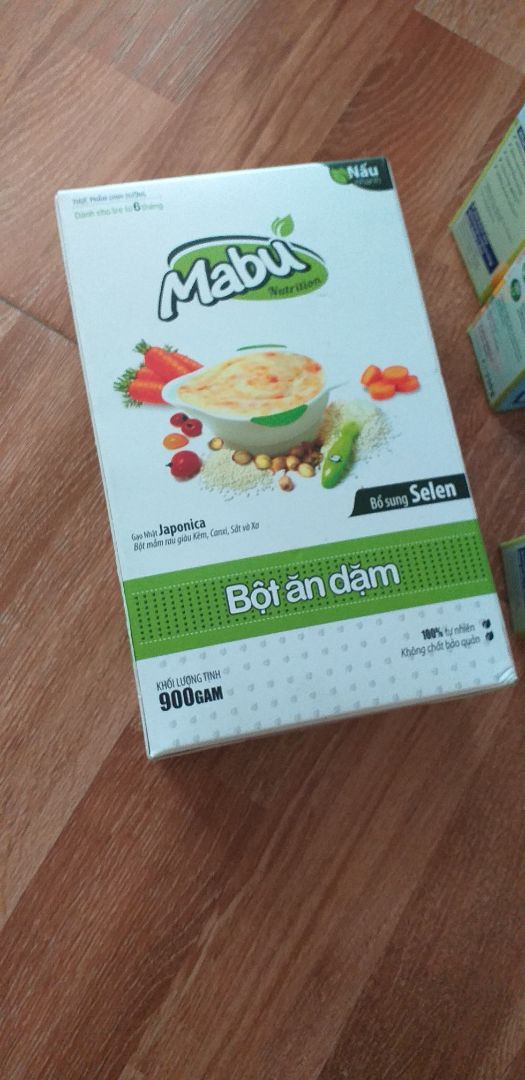 Nấu
nhanh
THỰC PHẨM DINH DƯỠNG
Dành cho trẻ từ 6 tháng
Mabu
Nutrition
Bổ sung Selen
Gạo Nhật Japonica
Bột mầm rau giàu Kẽm, Canxi, Sắt và Xơ
Bột ăn dặm
100% tự nhiên
Không chất bảo quản
KHỐI LƯỢNG TỊNH
900GAM